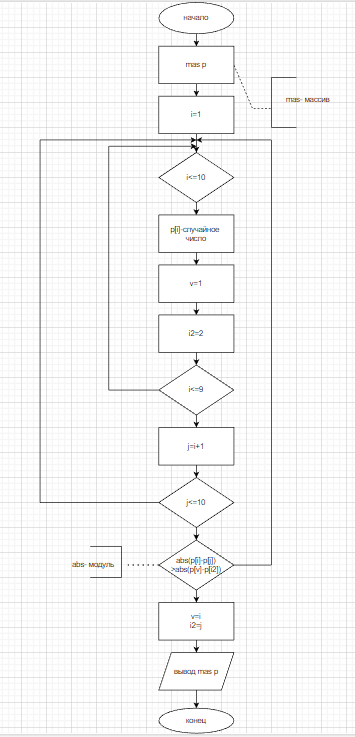 начало
mas p
mas- массив
i=1
i<=10
p[i]-случайное
число
v=1
i2=2
i<=9
j=i+1
j<=10
abs(p[i]-p[j])
>abs(p[v]-p[i2])
abs- модуль
v=i
i2=j
вывод mas p
конец